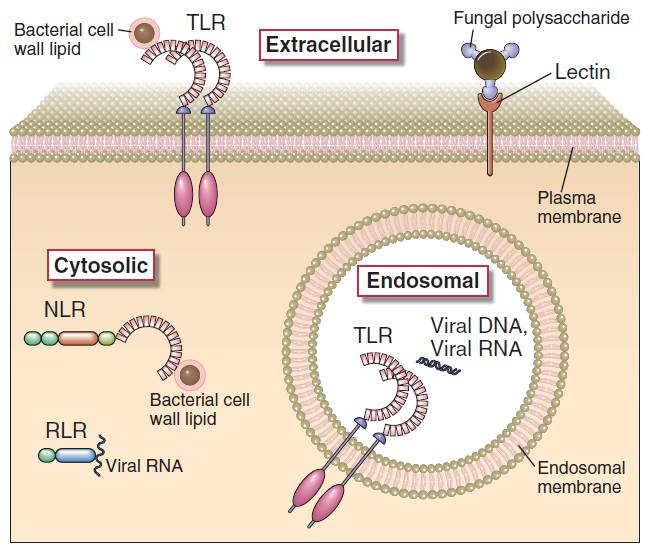 Bacterial cell
wall lipid
TLR
Extracellular
Fungal polysaccharide
Lectin
Plasma
membrane
Cytosolic
NLR
Bacterial cell
wall lipid
RLR
Viral RNA
Endosomal
TLR
Viral DNA,
Viral RNA
Endosomal
membrane